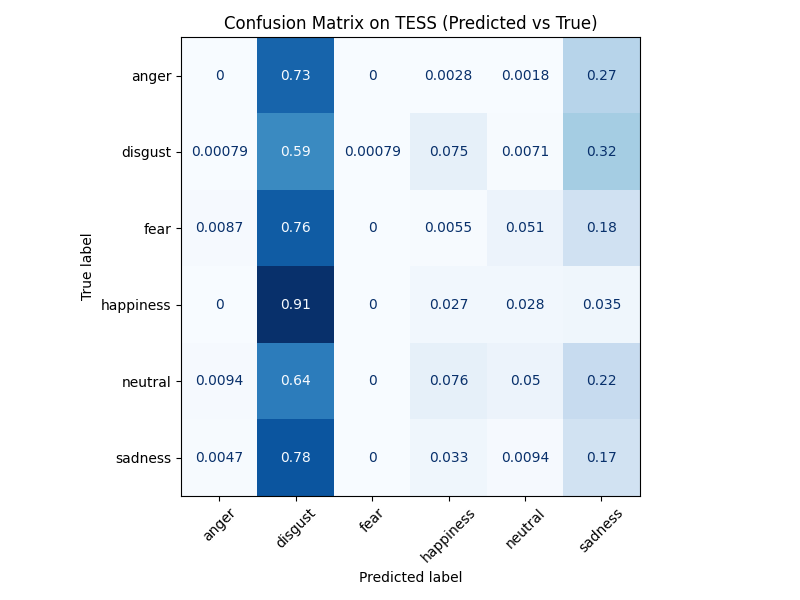 Confusion Matrix on TESS (Predicted vs True)
True label
anger 0 0.73 0 0.0028 0.0018 0.27
disgust 0.00079 0.59 0.00079 0.075 0.0071 0.32
fear 0.0087 0.76 0 0.0055 0.051 0.18
happiness 0 0.91 0 0.027 0.028 0.035
neutral 0.0094 0.64 0 0.076 0.05 0.22
sadness 0.0047 0.78 0 0.033 0.0094 0.17
anger disgust fear happiness neutral sadness
Predicted label